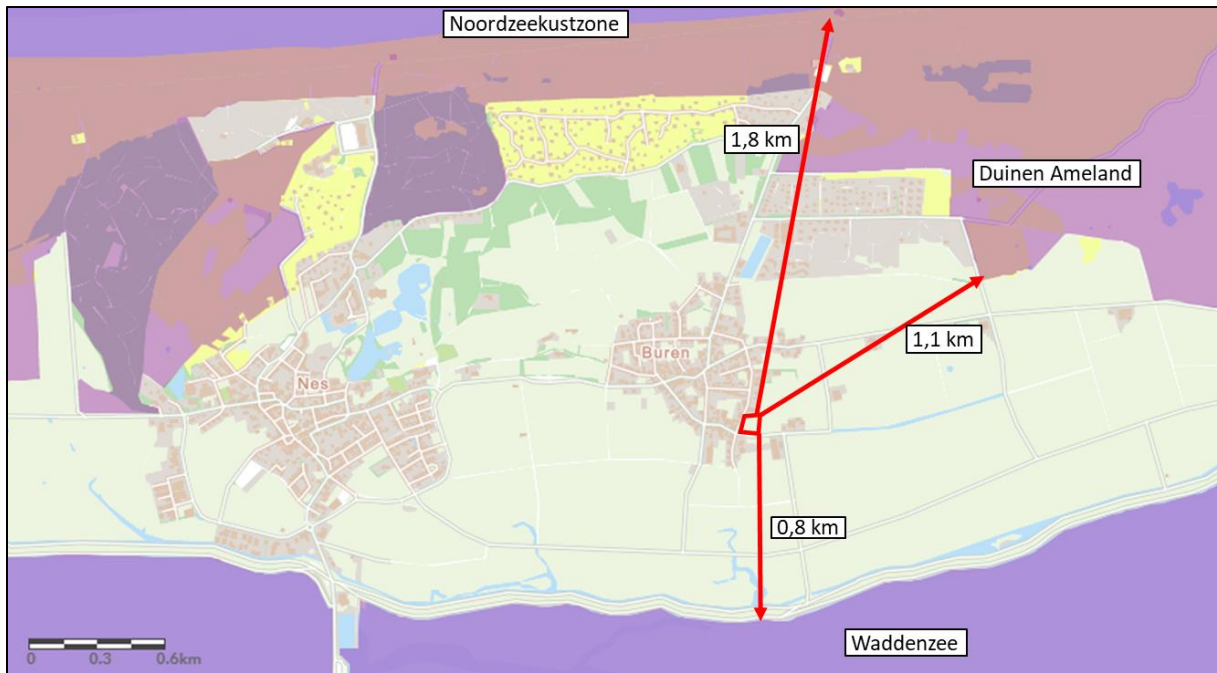 Noordzeekustzone
1,8 km
Duinen Ameland
1,1 km
Buren
Nes
0,8 km
Waddenzee
0 0.3 0.6km